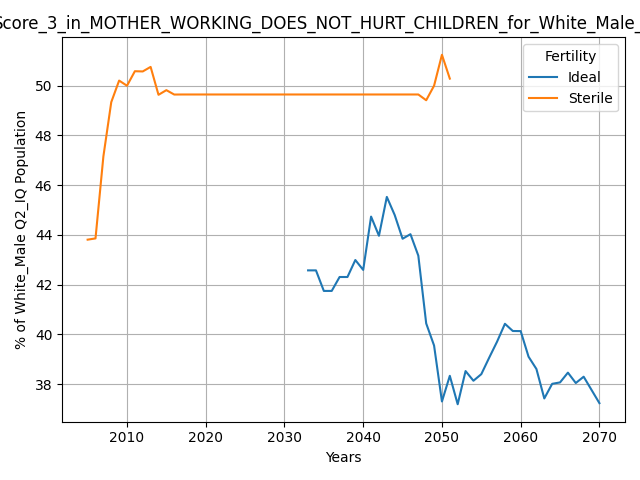 Score_3_in_MOTHER_WORKING_DOES_NOT_HURT_CHILDREN_for_White_Male_
Fertility
Ideal
Sterile
% of White_Male Q2_IQ Population
50
48
46
44
42
40
38
2010 2020 2030 2040 2050 2060 2070
Years